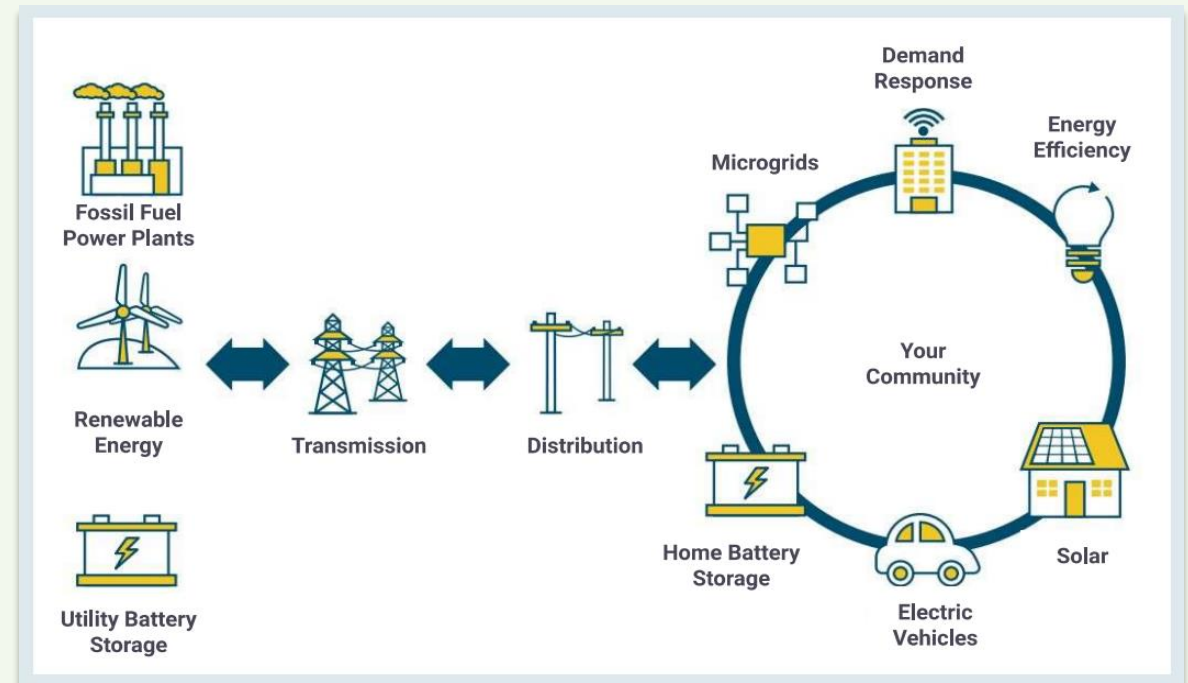 Fossil Fuel
Power Plants
Renewable
Energy
Utility Battery
Storage
Transmission
Distribution
Microgrids
Demand
Response
Energy
Efficiency
Your
Community
Home Battery
Storage
Electric
Vehicles
Solar